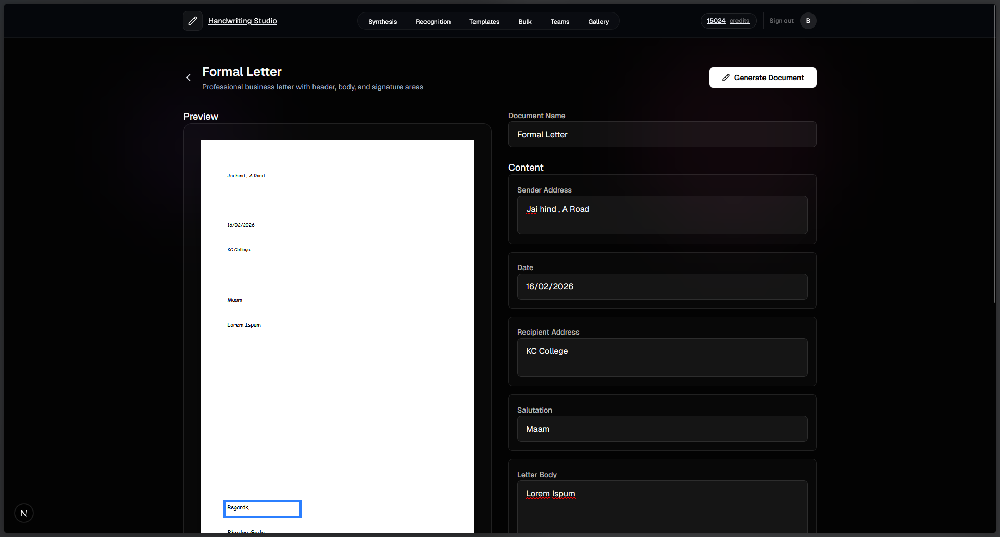 Handwriting Studio
Synthesis Recognition Templates Bulk Teams Gallery
15024 credits Sign out B
Formal Letter
Professional business letter with header, body, and signature areas
Generate Document
Preview
Jai hind , A Road
16/02/2026
KC College
Maam
Lorem Ispum
Regards,
Document Name
Formal Letter
Content
Sender Address
Jai hind , A Road
Date
16/02/2026
Recipient Address
KC College
Salutation
Maam
Letter Body
Lorem Ispum
N